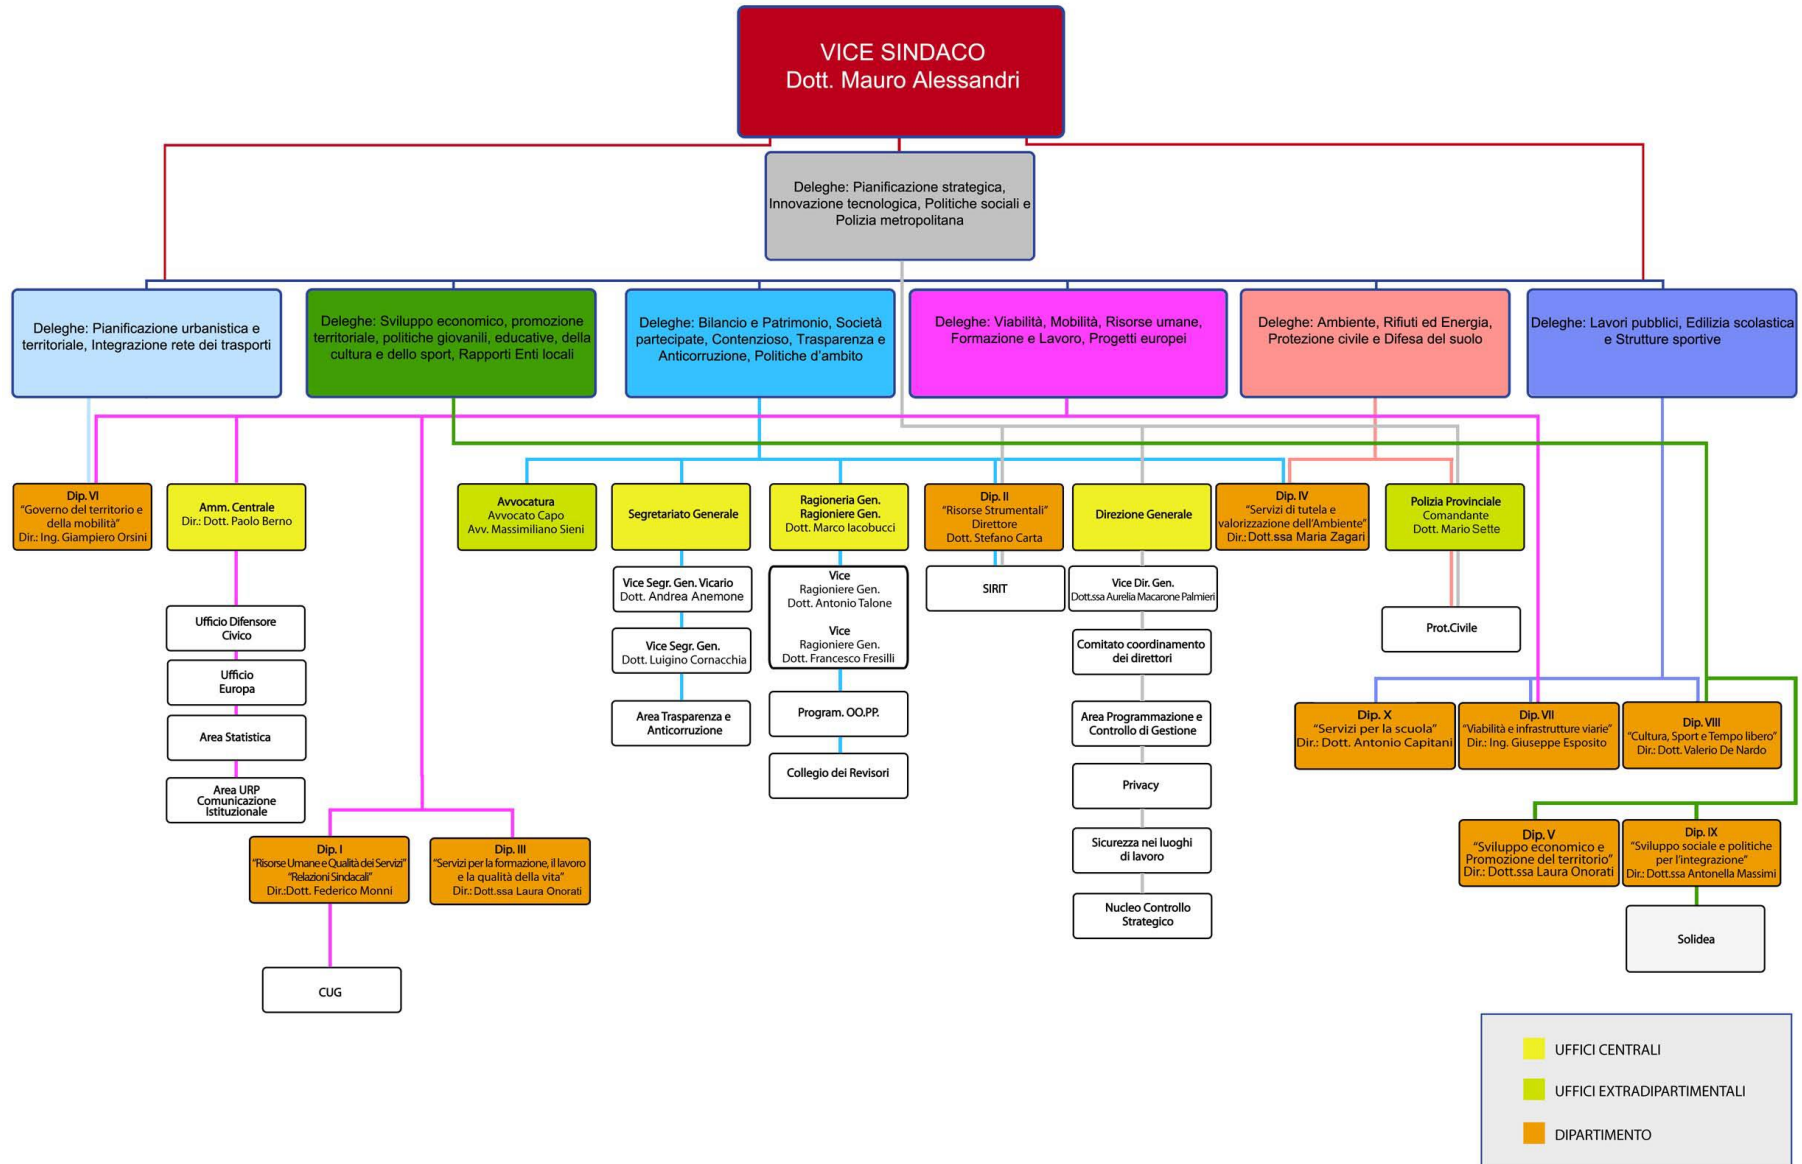 VICE SINDACO
Dott. Mauro Alessandri
Deleghe: Pianificazione strategica,
Innovazione tecnologica, Politiche sociali e
Polizia metropolitana
Deleghe: Pianificazione urbanistica e
territoriale, Integrazione rete dei trasporti
Deleghe: Sviluppo economico, promozione
territoriale, politiche giovanili, educative, della
cultura e dello sport, Rapporti Enti locali
Deleghe: Bilancio e Patrimonio, Società
partecipate, Contenzioso, Trasparenza e
Anticorruzione, Politiche d'ambito
Deleghe: Viabilità, Mobilità, Risorse umane,
Formazione e Lavoro, Progetti europei
Deleghe: Ambiente, Rifiuti ed Energia,
Protezione civile e Difesa del suolo
Deleghe: Lavori pubblici, Edilizia scolastica
e Strutture sportive
Dip. VI
"Governo del territorio e
della mobilità"
Dir.: Ing. Giampiero Orsini
Amm. Centrale
Dir.: Dott. Paolo Berno
Avvocatura
Avvocato Capo
Avv. Massimiliano Sieni
Segretariato Generale
Ragioneria Gen.
Ragioniere Gen.
Dott. Marco Iacobucci
Dip. II
"Risorse Strumentali"
Direttore
Dott. Stefano Carta
Direzione Generale
Dip. IV
"Servizi di tutela e
valorizzazione dell'Ambiente"
Dir.: Dott.ssa Maria Zagari
Polizia Provinciale
Comandante
Dott. Mario Sette
Ufficio Difensore
Civico
Ufficio
Europa
Area Statistica
Area URP
Comunicazione
Istituzionale
Vice Segr. Gen. Vicario
Dott. Andrea Anemone
Vice Segr. Gen.
Dott. Luigino Cornacchia
Area Trasparenza e
Anticorruzione
Vice
Ragioniere Gen.
Dott. Antonio Talone
Vice
Ragioniere Gen.
Dott. Francesco Fresilli
Program. OO.PP.
Collegio dei Revisori
SIRIT
Vice Dir. Gen.
Dott.ssa Aurelia Macarone Palmieri
Comitato coordinamento
dei direttori
Area Programmazione e
Controllo di Gestione
Privacy
Sicurezza nei luoghi
di lavoro
Nucleo Controllo
Strategico
Prot.Civile
Dip. X
"Servizi per la scuola"
Dir.: Dott. Antonio Capitani
Dip. VII
"Viabilità e infrastrutture viarie"
Dir.: Ing. Giuseppe Esposito
Dip. VIII
"Cultura, Sport e Tempo libero"
Dir.: Dott. Valerio De Nardo
Dip. I
"Risorse Umane e Qualità dei Servizi"
"Relazioni Sindacali"
Dir.:Dott. Federico Monni
Dip. III
"Servizi per la formazione, il lavoro
e la qualità della vita"
Dir.: Dott.ssa Laura Onorati
Dip. V
"Sviluppo economico e
Promozione del territorio"
Dir.: Dott.ssa Laura Onorati
Dip. IX
"Sviluppo sociale e politiche
per l'integrazione"
Dir.: Dott.ssa Antonella Massimi
CUG
Solidea
UFFICI CENTRALI
UFFICI EXTRADIPARTIMENTALI
DIPARTIMENTO